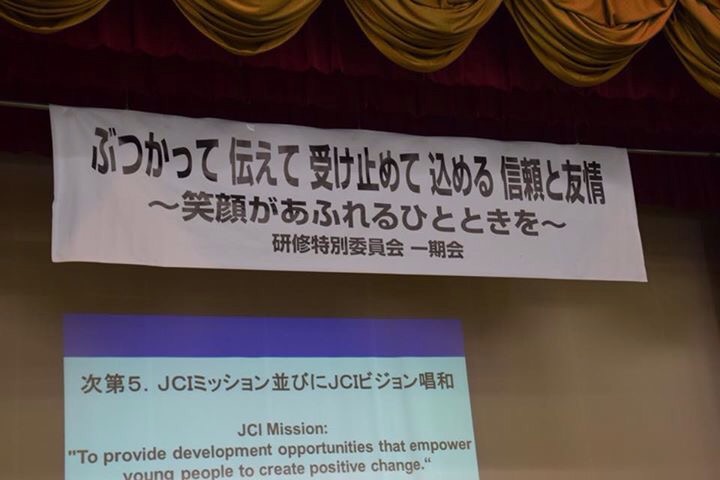 ぶつかって 伝えて 受け止めて 込める 信頼と友情
～笑顔があふれるひとときを～
研修特別委員会 一期会
次第５．ＪＣＩミッション並びにＪＣＩビジョン唱和
JCI Mission:
"To provide development opportunities that empower
young people to create positive change.“